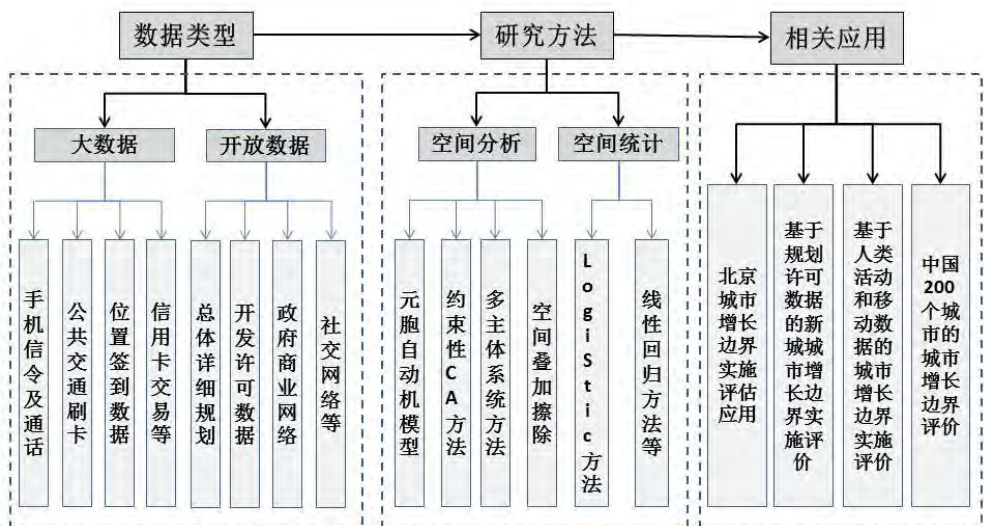 数据类型
研究方法
相关应用
大数据
开放数据
空间分析
空间统计
手机信令及通话
公共交通刷卡
位置签到数据
信用卡交易等
总体详细规划
开发许可数据
政府商业网络
社交网络等
元胞自动机模型
约束性CA方法
多主体系统方法
空间叠加擦除
LogiStic方法
线性回归方法等
北京城市增长边界实施评估应用
基于规划许可数据的新城城市增长边界实施评价
基于人类活动和移动数据的城市增长边界实施评价
中国200个城市的城市增长边界评价